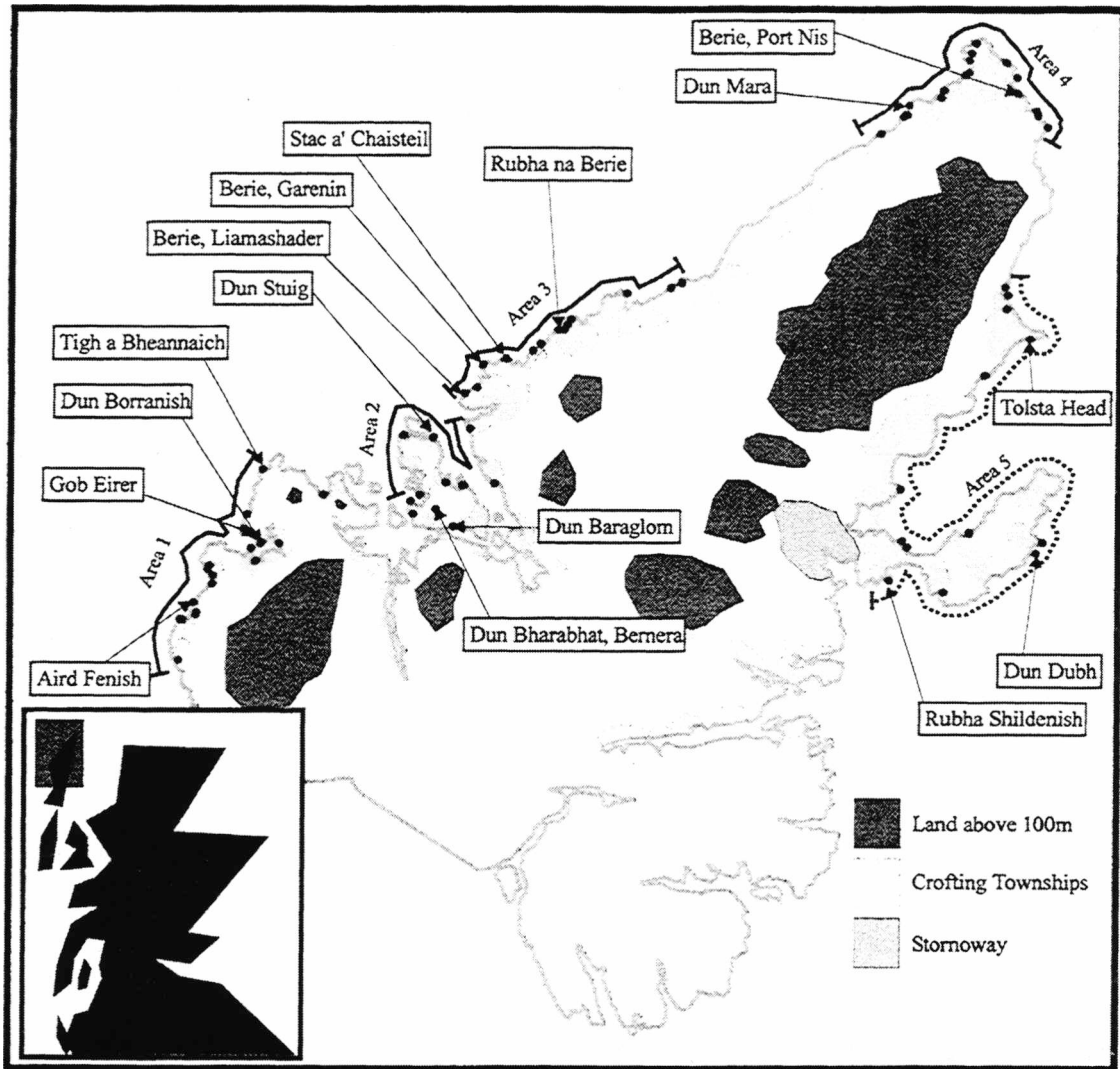 Berie, Port Nis
Area 4
Dun Mara
Stac a' Chaisteil
Rubha na Berie
Berie, Garenin
Berie, Liamashader
Dun Stuig
Area 3
Tigh a Bheannaich
Dun Borranish
Area 2
Tolsta Head
Gob Eirer
Area 5
Dun Baraglom
Area 1
Dun Bharabhat, Bernera
Aird Fenish
Dun Dubh
Rubha Shildenish
Land above 100m
Crofting Townships
Stornoway